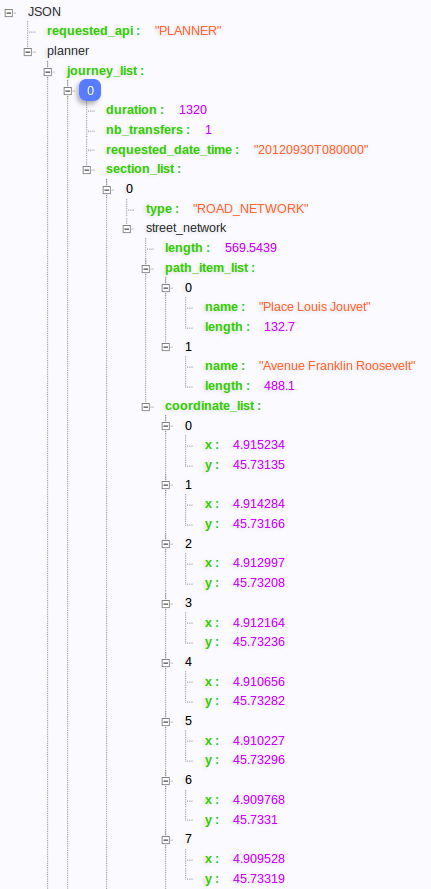 JSON
requested_api : "PLANNER"
planner
journey_list :
0
duration : 1320
nb_transfers : 1
requested_date_time : "20120930T080000"
section_list :
0
type : "ROAD_NETWORK"
street_network
length : 569.5439
path_item_list :
0
name : "Place Louis Jouvet"
length : 132.7
1
name : "Avenue Franklin Roosevelt"
length : 488.1
coordinate_list :
0
x : 4.915234
y : 45.73135
1
x : 4.914284
y : 45.73166
2
x : 4.912997
y : 45.73208
3
x : 4.912164
y : 45.73236
4
x : 4.910656
y : 45.73282
5
x : 4.910227
y : 45.73296
6
x : 4.909768
y : 45.7331
7
x : 4.909528
y : 45.73319